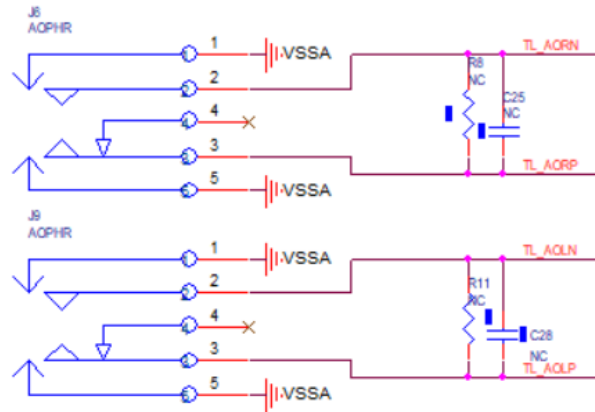 J6
AOPHR
1
VSSA
TL_AORN
2
R8
NC
C25
NC
4
3
TL_AORP
5
VSSA
J9
AOPHR
1
VSSA
TL_AOLN
2
R11
NC
4
C28
NC
3
TL_AOLP
5
VSSA